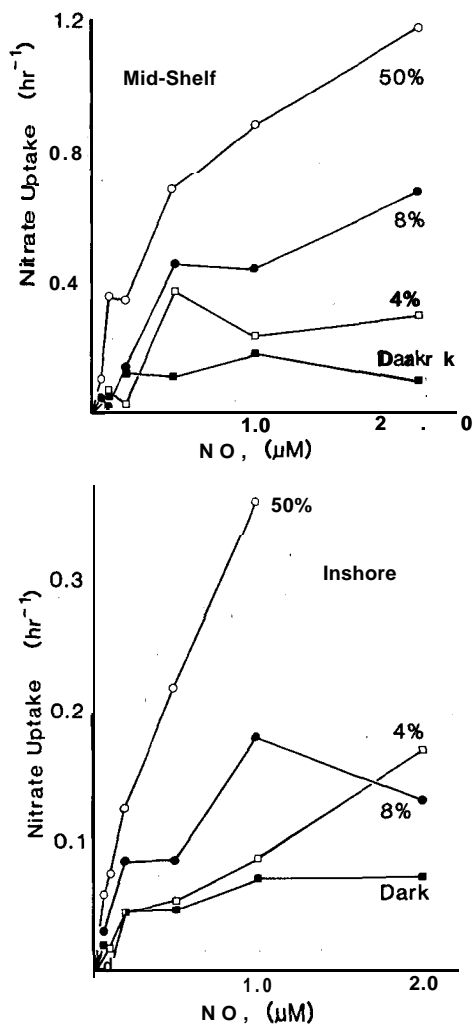 1.2
Mid-Shelf
50%
0.8
8%
0.4
4%
Nitrate Uptake (hr⁻¹)
1.0
2 . 0
NO, (μM)
50%
0.3
Inshore
0.2
4%
8%
0.1
Dark
Nitrate Uptake (hr⁻¹)
1.0
2.0
NO, (μM)